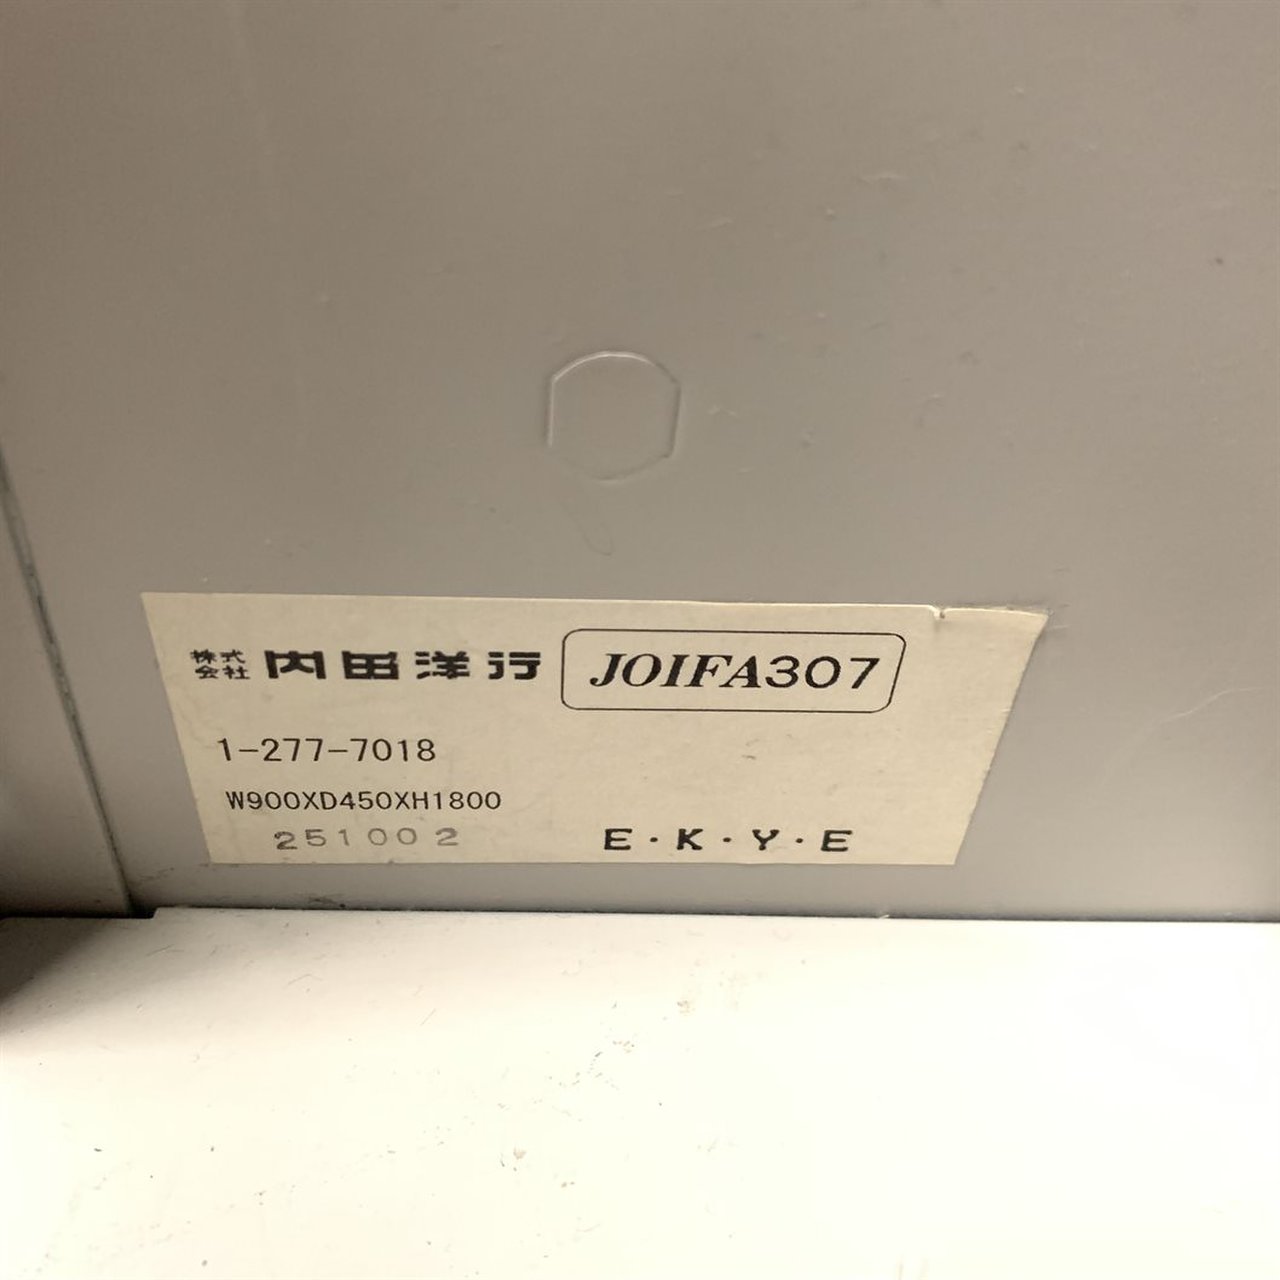 株式会社 内田洋行 JOIFA307
1-277-7018
W900XD450XH1800
251002 E・K・Y・E